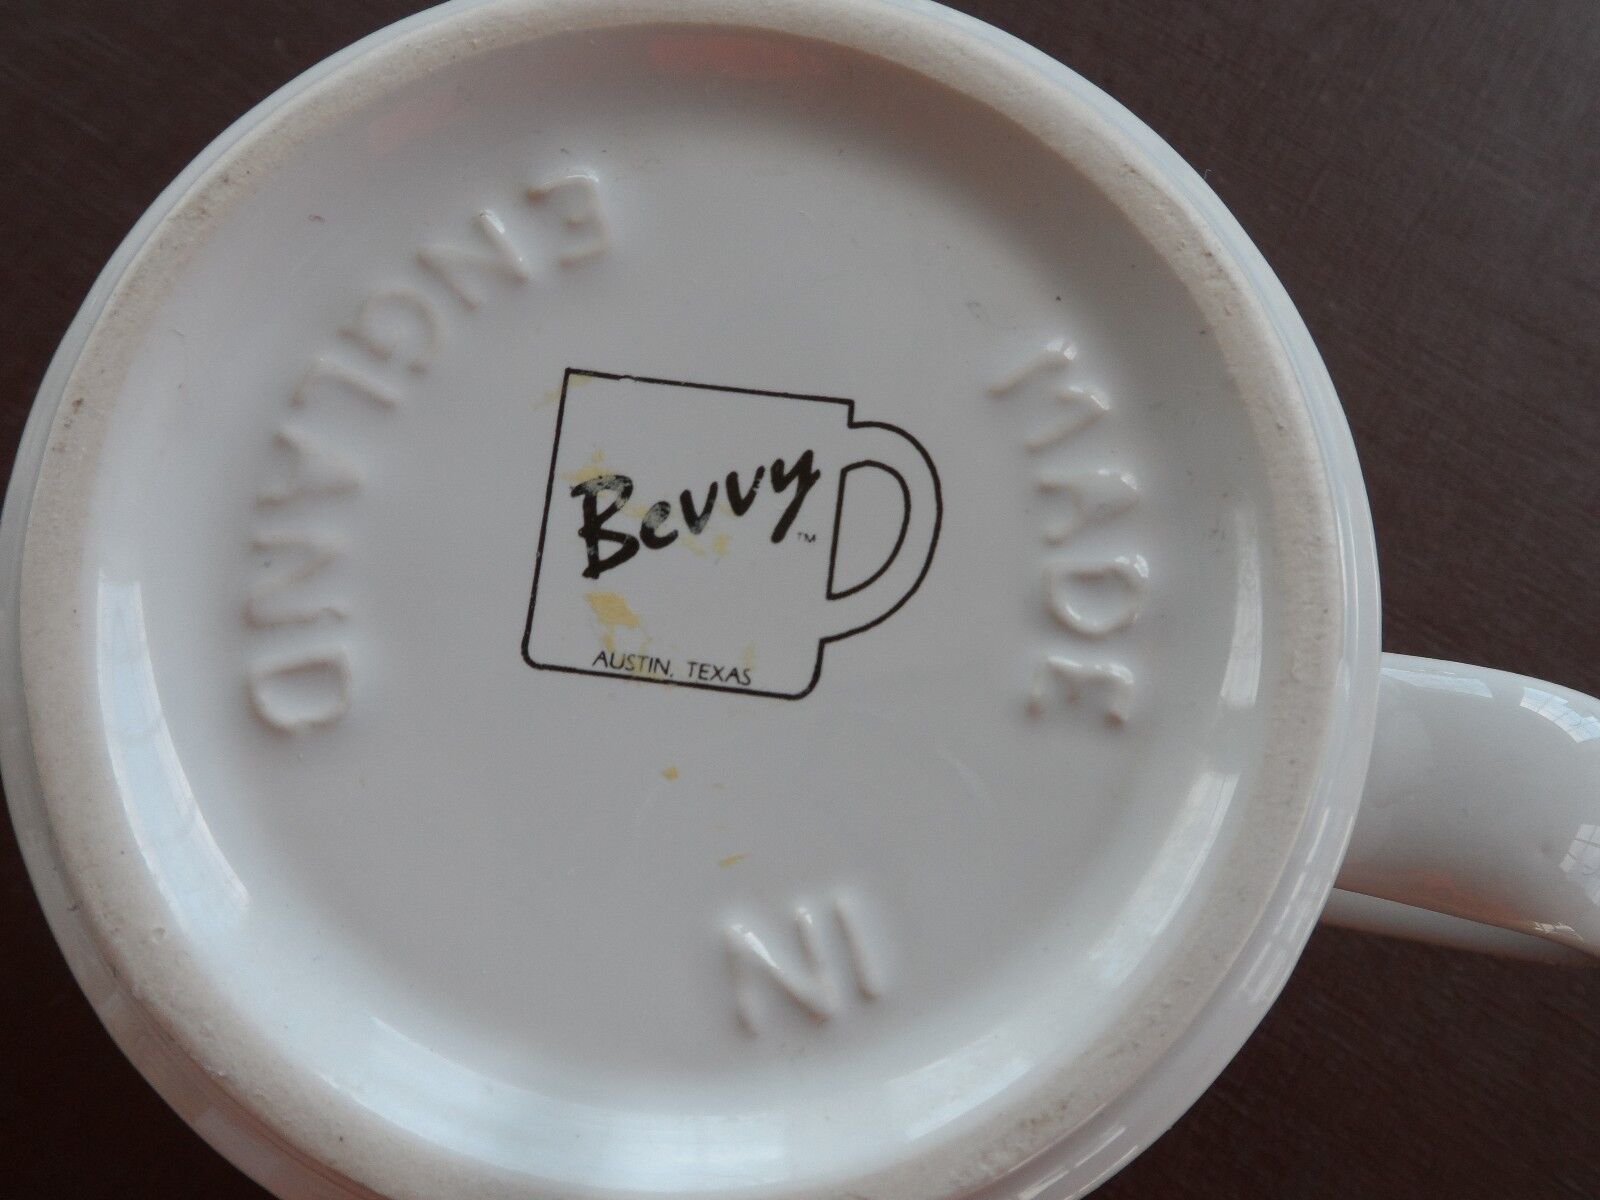 Bevvy™
AUSTIN, TEXAS
MADE
IN
ENGLAND